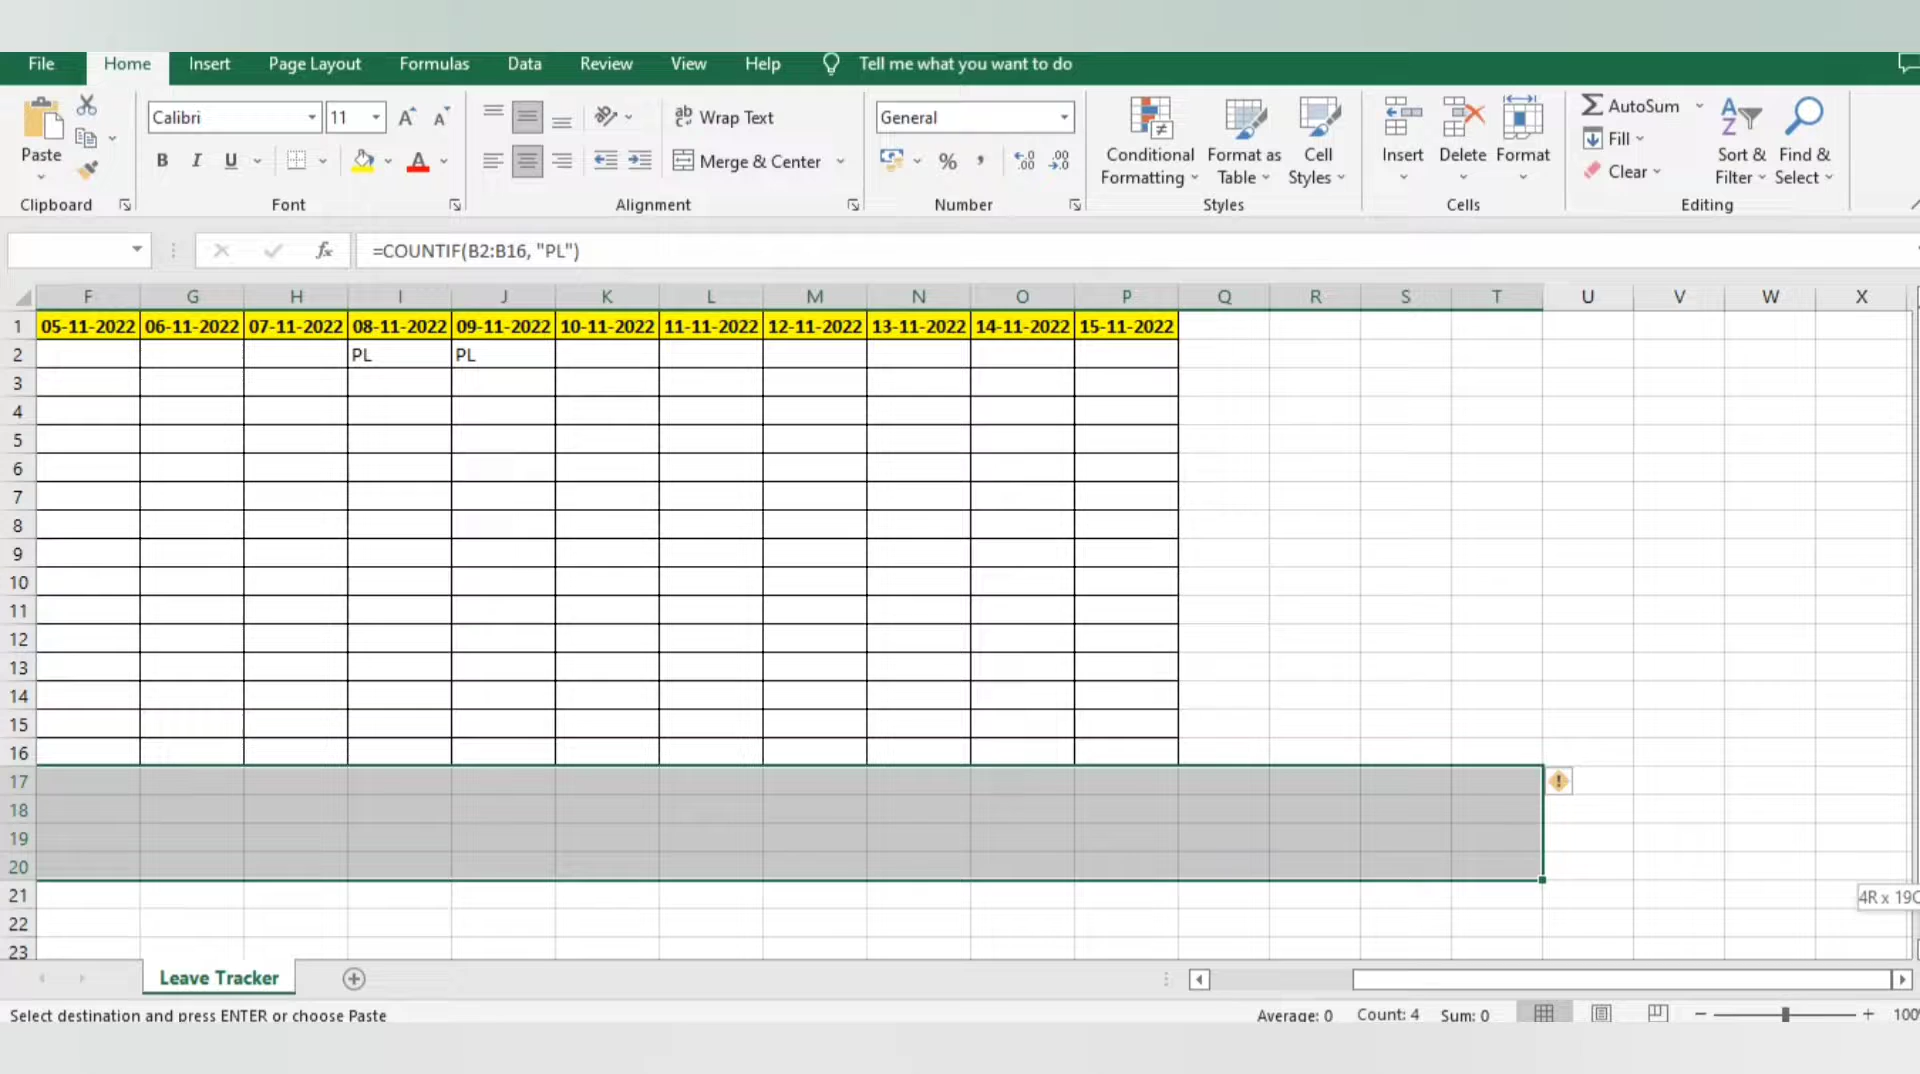 File Home Insert Page Layout Formulas Data Review View Help Tell me what you want to do
Paste
Clipboard
Calibri 11
B I U A
Font
Wrap Text
Merge & Center
Alignment
General
% ,
Number
Conditional Formatting
Format as Table
Cell Styles
Styles
Insert Delete Format
Cells
AutoSum
Fill
Clear
Sort & Filter
Find & Select
Editing
fx =COUNTIF(B2:B16, "PL")
F G H I J K L M N O P Q R S T U V W X
1 05-11-2022 06-11-2022 07-11-2022 08-11-2022 09-11-2022 10-11-2022 11-11-2022 12-11-2022 13-11-2022 14-11-2022 15-11-2022
2 PL PL
3
4
5
6
7
8
9
10
11
12
13
14
15
16
17
18
19
20
21
22
23
4R x 19C
Leave Tracker
Select destination and press ENTER or choose Paste Average: 0 Count: 4 Sum: 0 100%